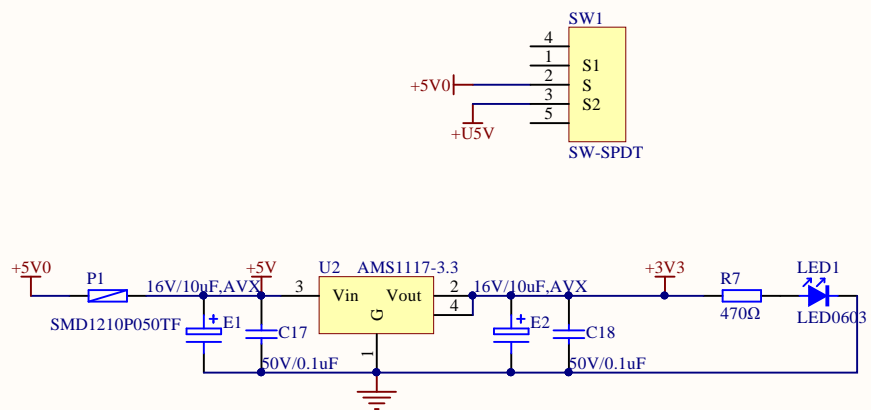 SW1
4
1
S1
+5V0
2
S
3
S2
+U5V
5
SW-SPDT
+5V0
P1
+5V
U2
AMS1117-3.3
+3V3
R7
LED1
16V/10uF,AVX
3
Vin
Vout
2
16V/10uF,AVX
4
G
SMD1210P050TF
E1
C17
E2
C18
470Ω
LED0603
1
50V/0.1uF
50V/0.1uF